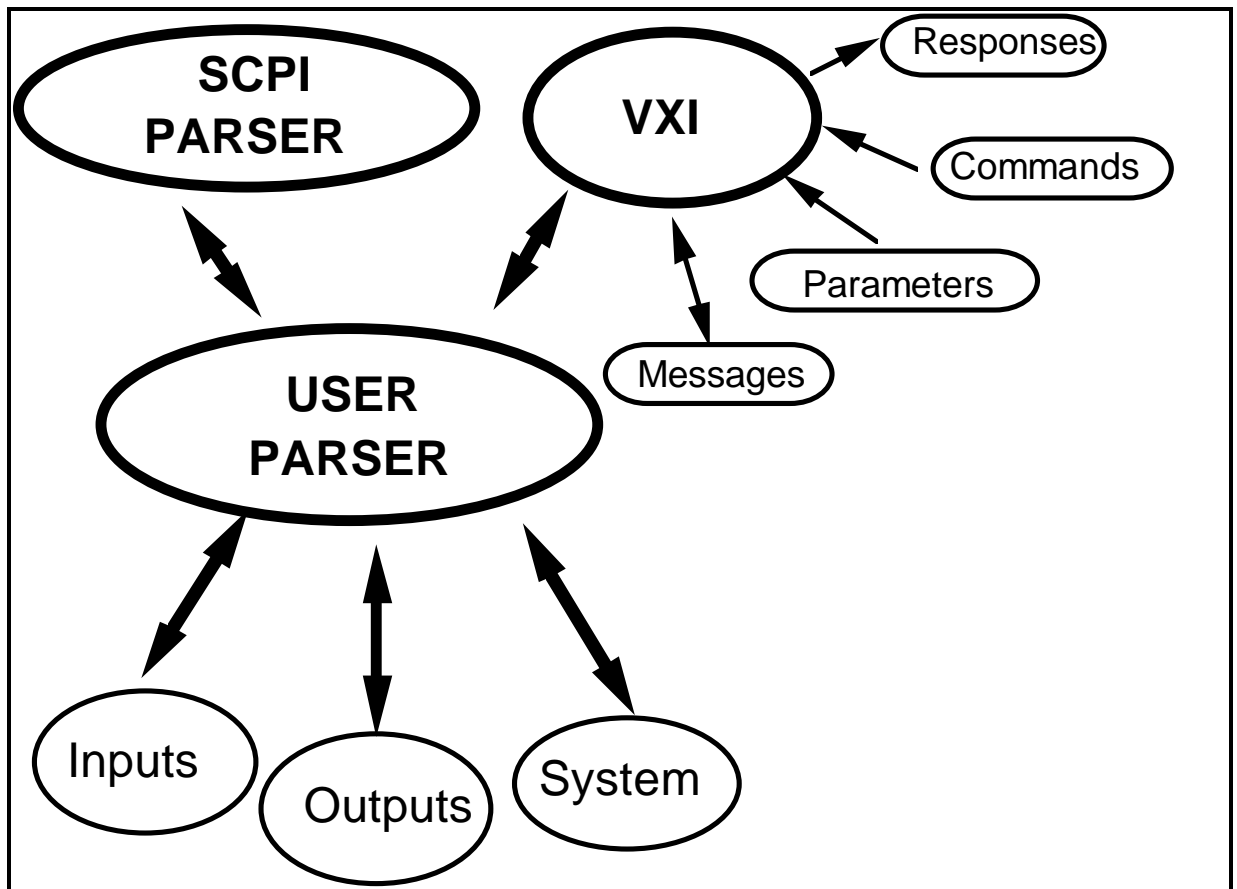 SCPI
PARSER
VXI
Responses
Commands
Parameters
Messages
USER
PARSER
Inputs
Outputs
System